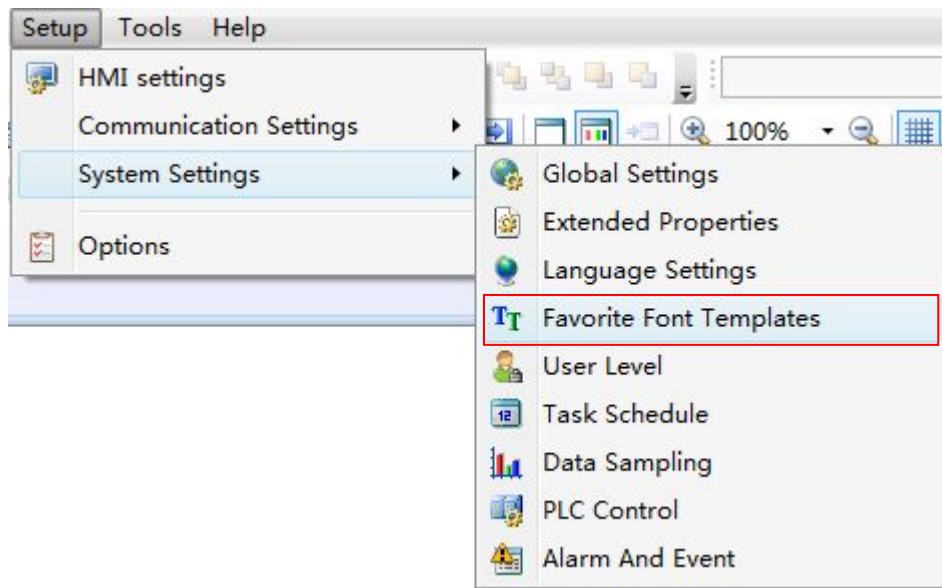 Setup Tools Help
HMI settings
Communication Settings
100%
System Settings
Global Settings
Extended Properties
Options
Language Settings
Favorite Font Templates
User Level
Task Schedule
Data Sampling
PLC Control
Alarm And Event